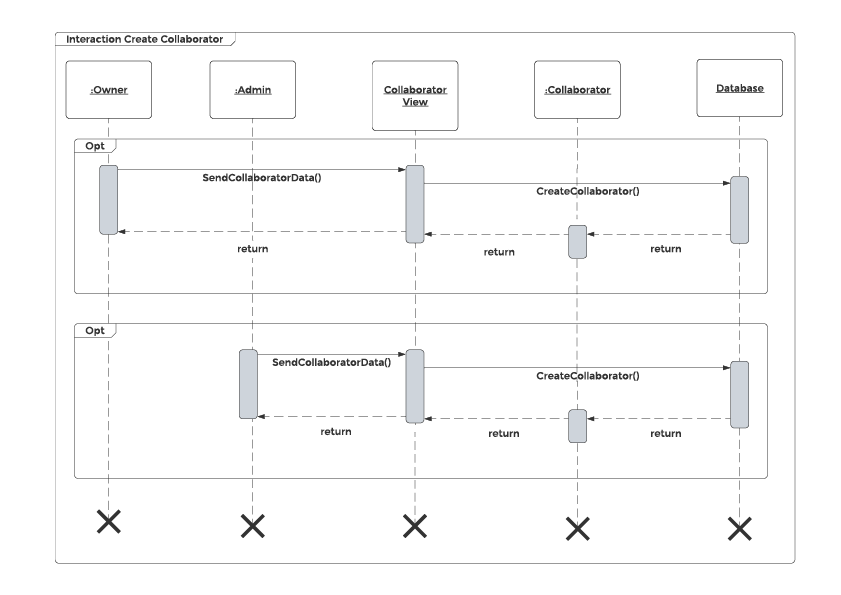 Interaction Create Collaborator
:Owner
:Admin
Collaborator
View
:Collaborator
Database
Opt
SendCollaboratorData()
CreateCollaborator()
return
return
return
Opt
SendCollaboratorData()
CreateCollaborator()
return
return
return